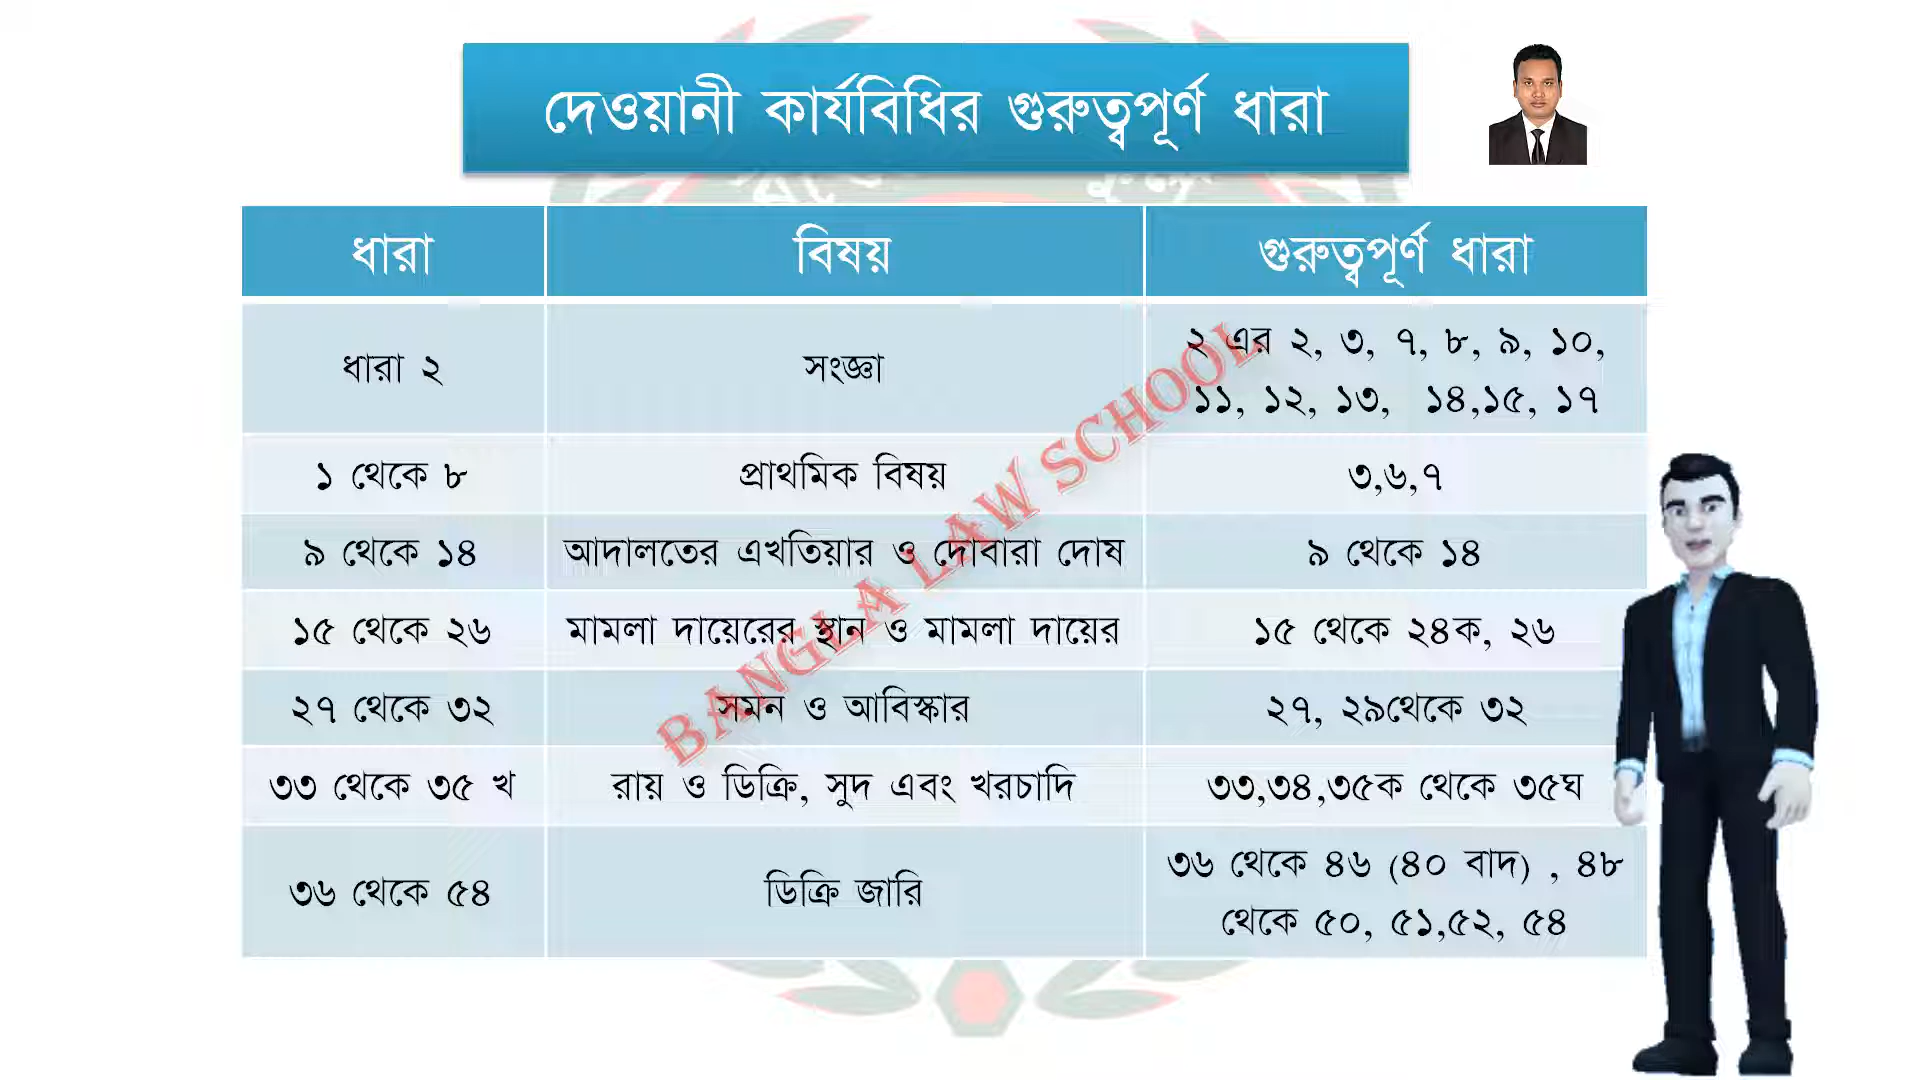 দেওয়ানী কার্যবিধির গুরুত্বপূর্ণ ধারা
ধারা বিষয় গুরুত্বপূর্ণ ধারা
ধারা ২ সংজ্ঞা ২ এর ২, ৩, ৭, ৮, ৯, ১০,
১১, ১২, ১৩, ১৪,১৫, ১৭
১ থেকে ৮ প্রাথমিক বিষয় ৩,৬,৭
৯ থেকে ১৪ আদালতের এখতিয়ার ও দোবারা দোষ ৯ থেকে ১৪
১৫ থেকে ২৬ মামলা দায়েরের স্থান ও মামলা দায়ের ১৫ থেকে ২৪ক, ২৬
২৭ থেকে ৩২ সমন ও আবিস্কার ২৭, ২৯থেকে ৩২
৩৩ থেকে ৩৫ খ রায় ও ডিক্রি, সুদ এবং খরচাদি ৩৩,৩৪,৩৫ক থেকে ৩৫ঘ
৩৬ থেকে ৫৪ ডিক্রি জারি ৩৬ থেকে ৪৬ (৪০ বাদ) , ৪৮
থেকে ৫০, ৫১,৫২, ৫৪
BANGLA LAW SCHOOL